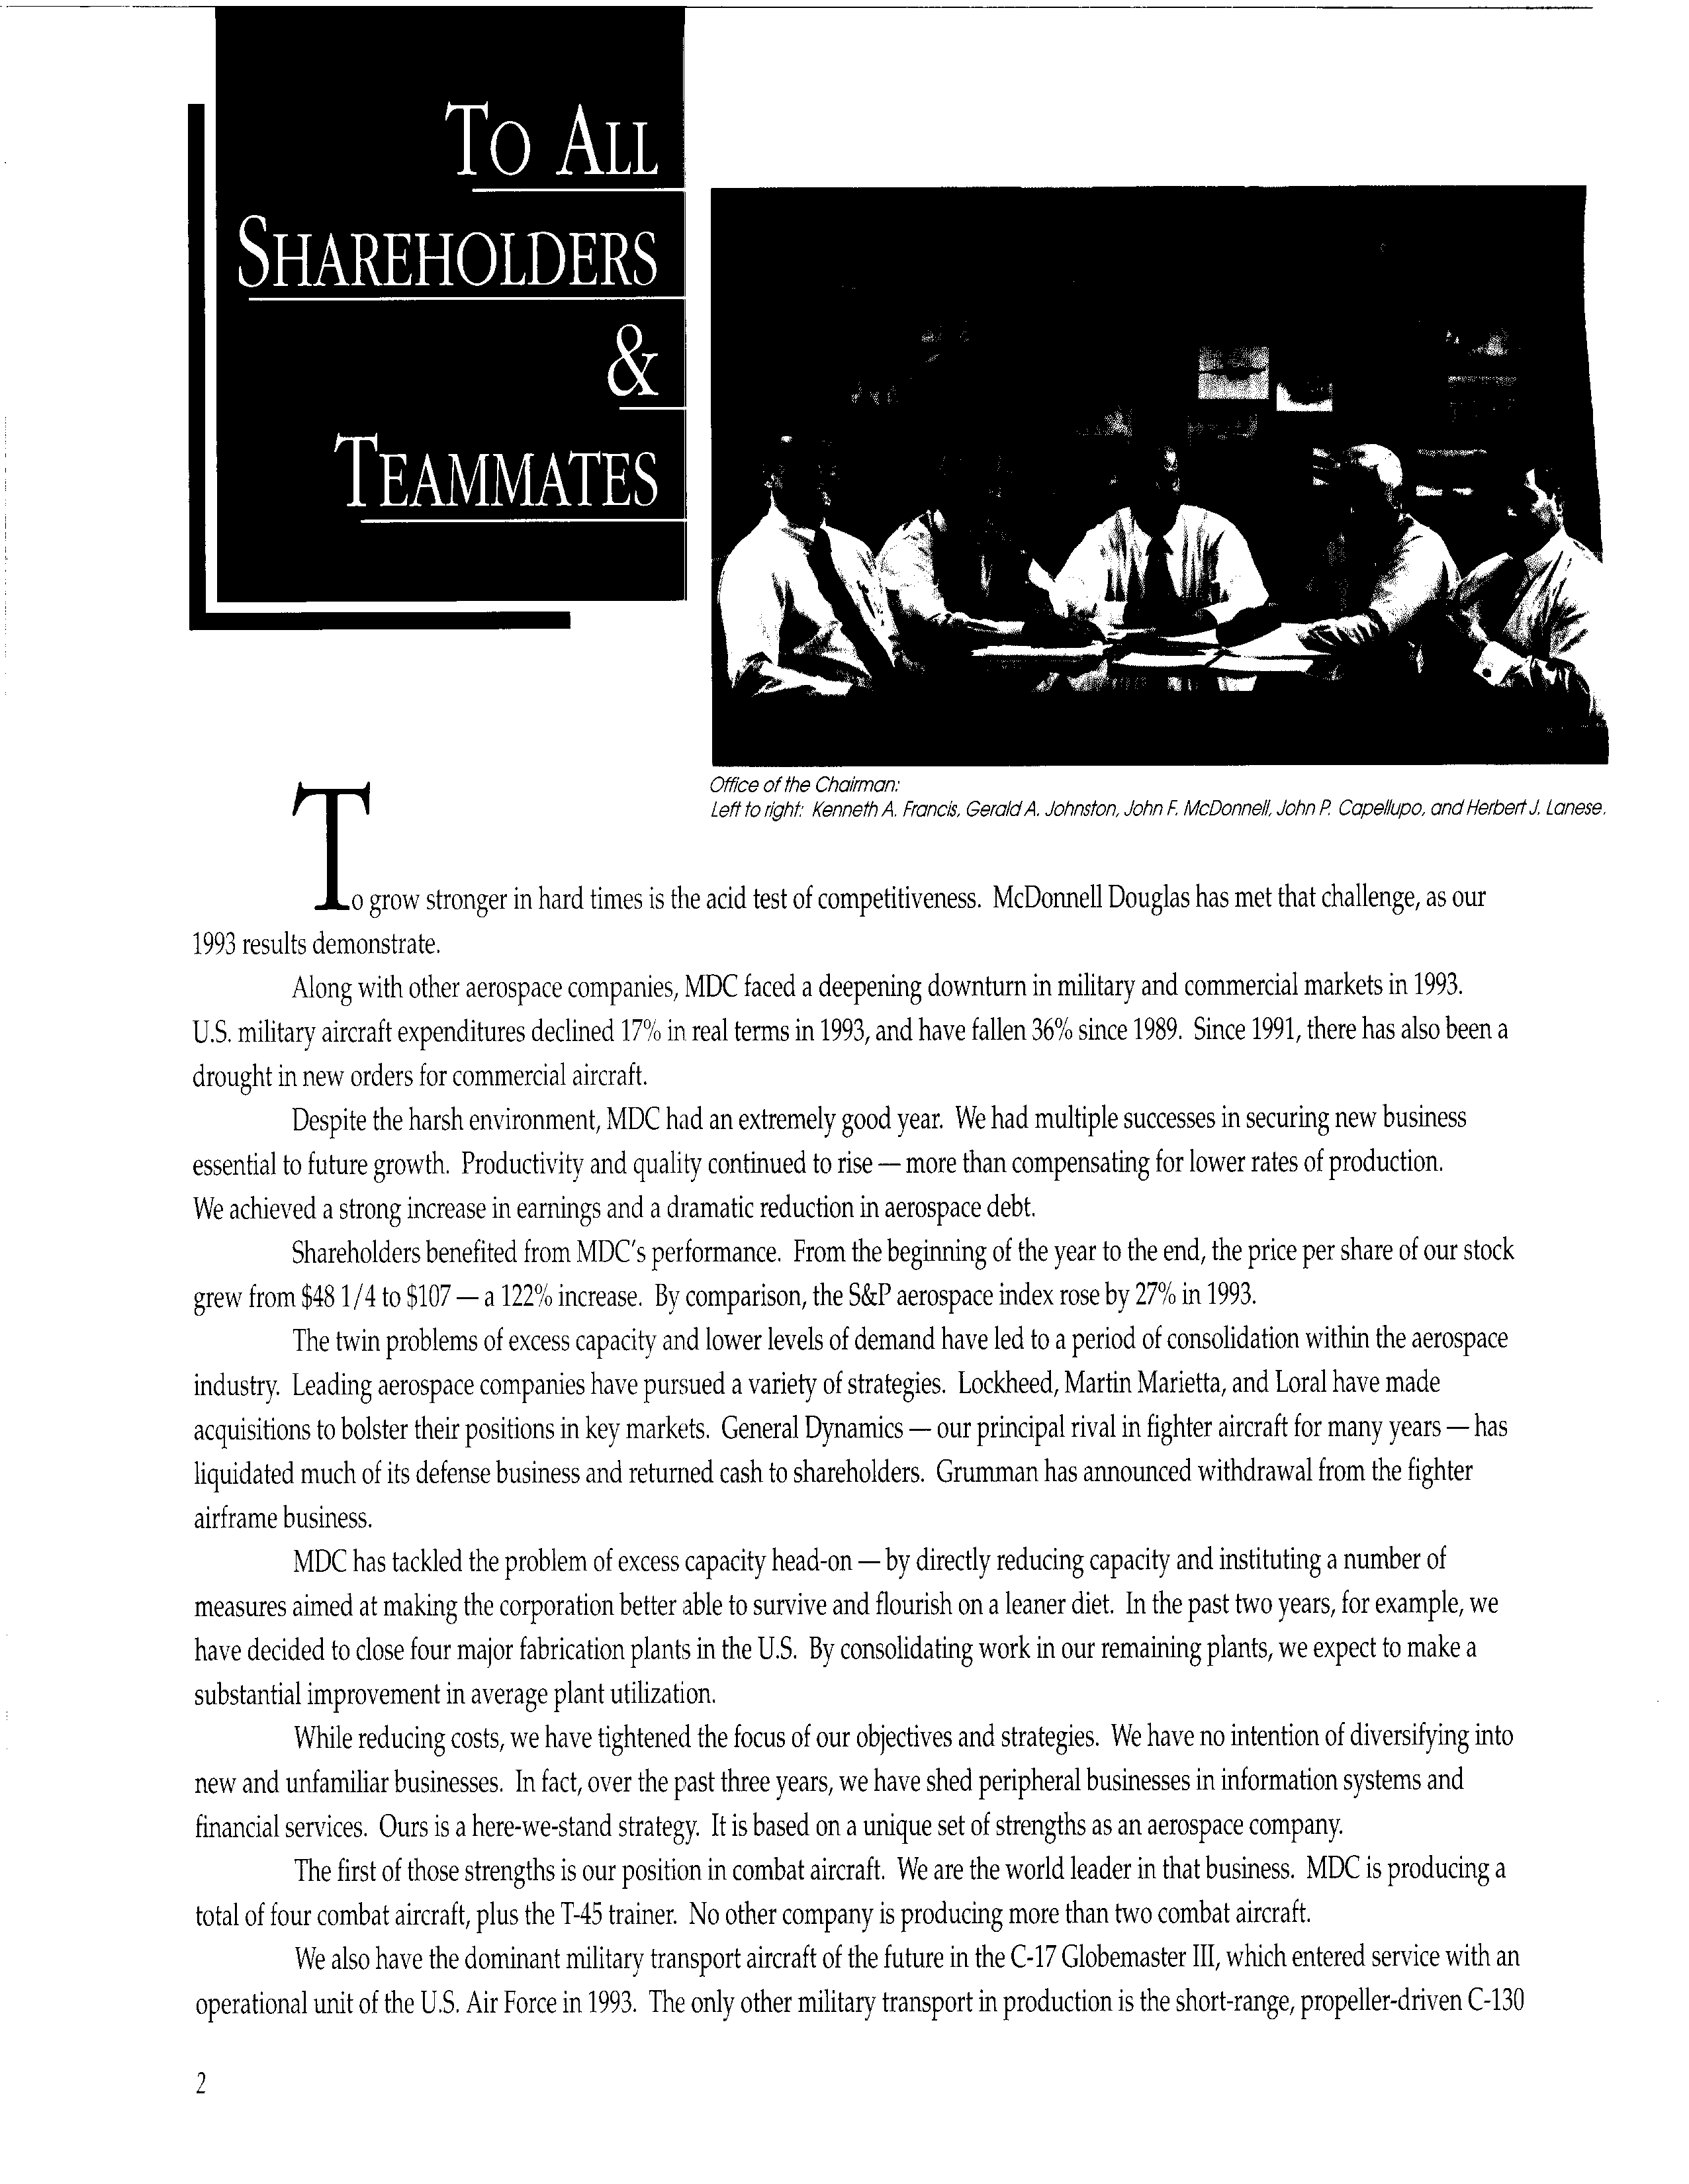 TO ALL
SHAREHOLDERS
&
TEAMMATES
Office of the Chairman:
Left to right: Kenneth A. Francis, Gerald A. Johnston, John F. McDonnell, John P. Capellupo, and Herbert J. Lanese.
To grow stronger in hard times is the acid test of competitiveness. McDonnell Douglas has met that challenge, as our
1993 results demonstrate.
Along with other aerospace companies, MDC faced a deepening downturn in military and commercial markets in 1993.
U.S. military aircraft expenditures declined 17% in real terms in 1993, and have fallen 36% since 1989. Since 1991, there has also been a
drought in new orders for commercial aircraft.
Despite the harsh environment, MDC had an extremely good year. We had multiple successes in securing new business
essential to future growth. Productivity and quality continued to rise — more than compensating for lower rates of production.
We achieved a strong increase in earnings and a dramatic reduction in aerospace debt.
Shareholders benefited from MDC's performance. From the beginning of the year to the end, the price per share of our stock
grew from $48 1/4 to $107 — a 122% increase. By comparison, the S&P aerospace index rose by 27% in 1993.
The twin problems of excess capacity and lower levels of demand have led to a period of consolidation within the aerospace
industry. Leading aerospace companies have pursued a variety of strategies. Lockheed, Martin Marietta, and Loral have made
acquisitions to bolster their positions in key markets. General Dynamics — our principal rival in fighter aircraft for many years — has
liquidated much of its defense business and returned cash to shareholders. Grumman has announced withdrawal from the fighter
airframe business.
MDC has tackled the problem of excess capacity head-on — by directly reducing capacity and instituting a number of
measures aimed at making the corporation better able to survive and flourish on a leaner diet. In the past two years, for example, we
have decided to close four major fabrication plants in the U.S. By consolidating work in our remaining plants, we expect to make a
substantial improvement in average plant utilization.
While reducing costs, we have tightened the focus of our objectives and strategies. We have no intention of diversifying into
new and unfamiliar businesses. In fact, over the past three years, we have shed peripheral businesses in information systems and
financial services. Ours is a here-we-stand strategy. It is based on a unique set of strengths as an aerospace company.
The first of those strengths is our position in combat aircraft. We are the world leader in that business. MDC is producing a
total of four combat aircraft, plus the T-45 trainer. No other company is producing more than two combat aircraft.
We also have the dominant military transport aircraft of the future in the C-17 Globemaster III, which entered service with an
operational unit of the U.S. Air Force in 1993. The only other military transport in production is the short-range, propeller-driven C-130
2